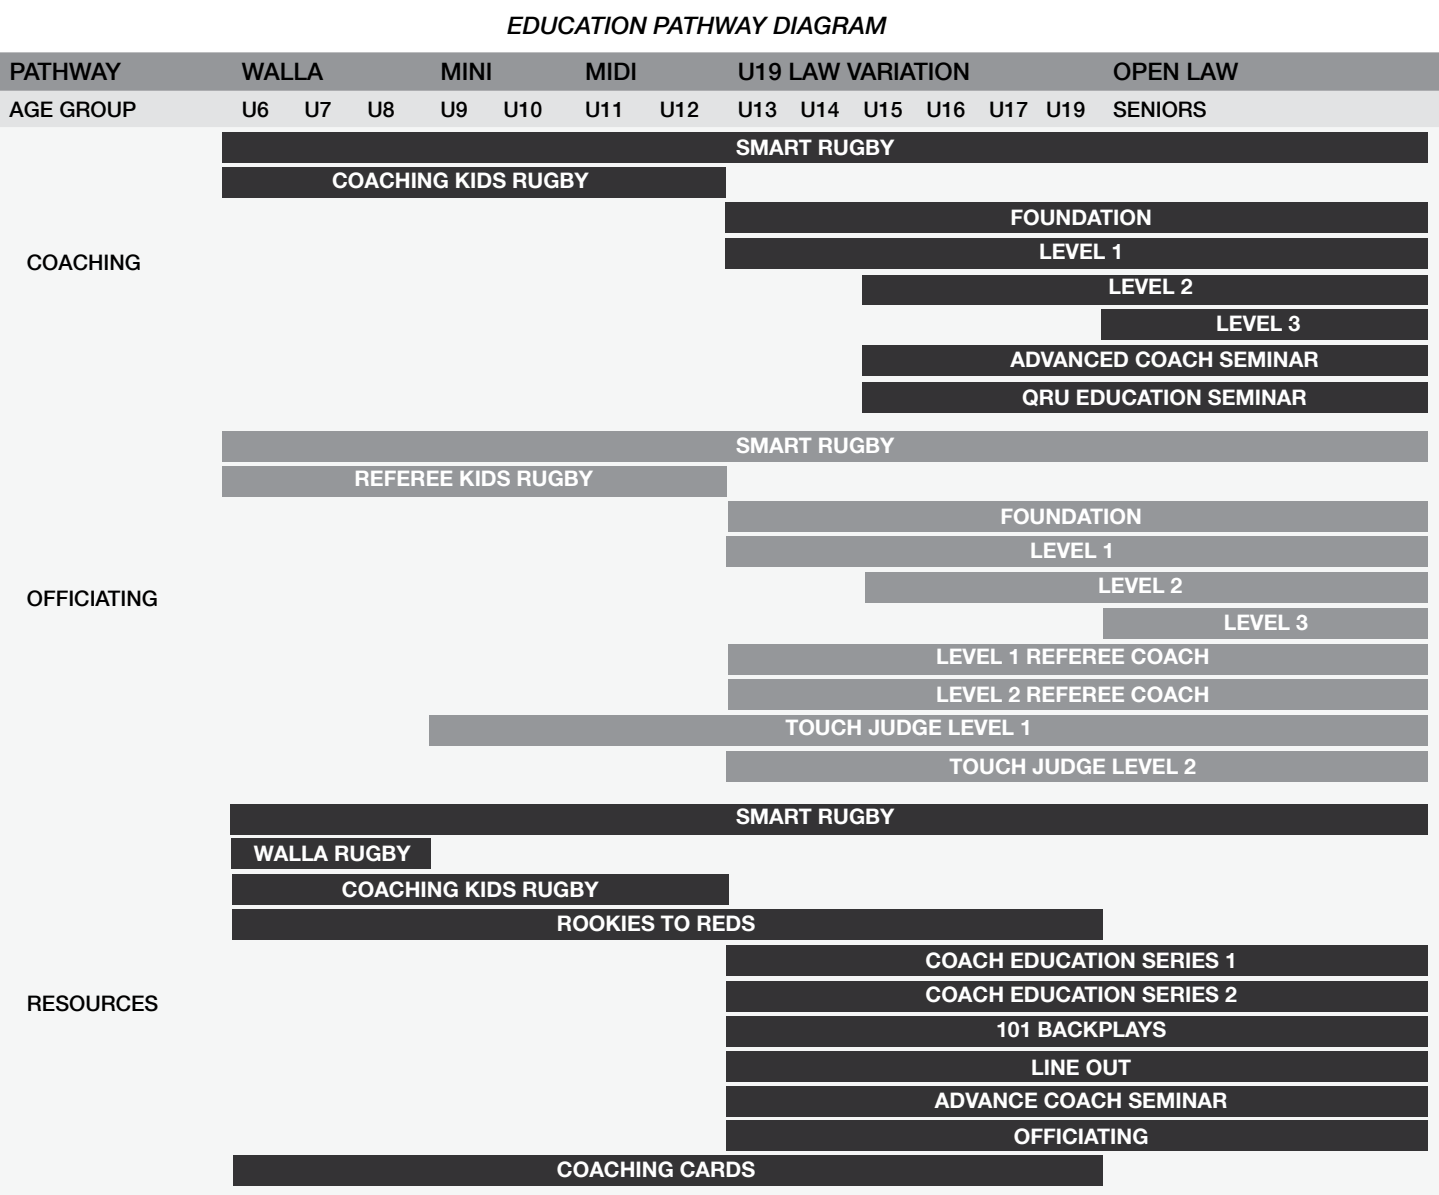 EDUCATION PATHWAY DIAGRAM
PATHWAY WALLA MINI MIDI U19 LAW VARIATION OPEN LAW
AGE GROUP U6 U7 U8 U9 U10 U11 U12 U13 U14 U15 U16 U17 U19 SENIORS
SMART RUGBY
COACHING KIDS RUGBY
FOUNDATION
LEVEL 1
COACHING
LEVEL 2
LEVEL 3
ADVANCED COACH SEMINAR
QRU EDUCATION SEMINAR
SMART RUGBY
REFEREE KIDS RUGBY
FOUNDATION
LEVEL 1
LEVEL 2
OFFICIATING
LEVEL 3
LEVEL 1 REFEREE COACH
LEVEL 2 REFEREE COACH
TOUCH JUDGE LEVEL 1
TOUCH JUDGE LEVEL 2
SMART RUGBY
WALLA RUGBY
COACHING KIDS RUGBY
ROOKIES TO REDS
COACH EDUCATION SERIES 1
COACH EDUCATION SERIES 2
RESOURCES
101 BACKPLAYS
LINE OUT
ADVANCE COACH SEMINAR
OFFICIATING
COACHING CARDS